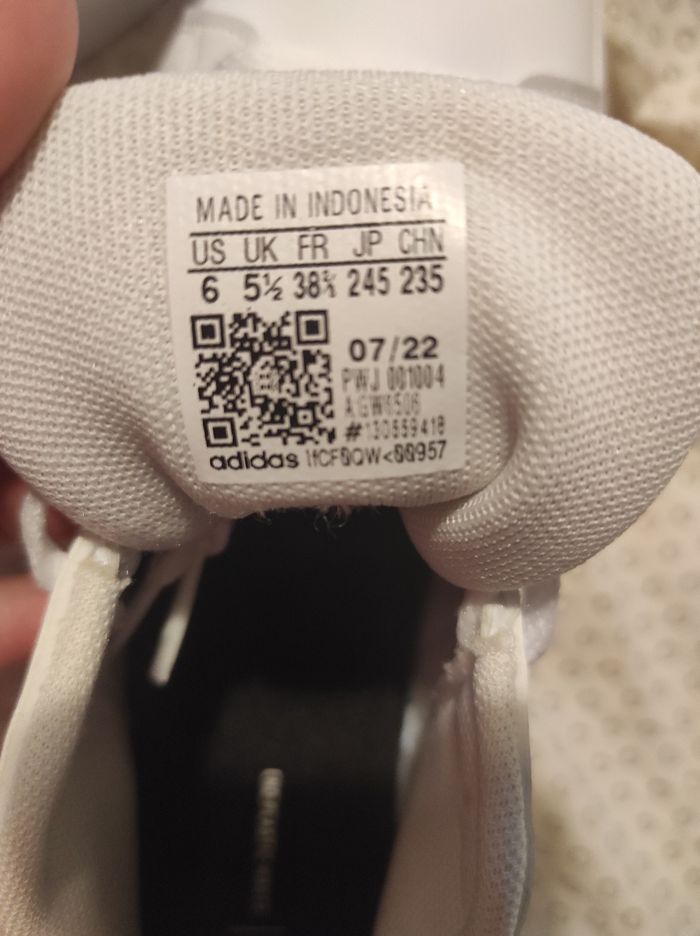 MADE IN INDONESIA
US UK FR JP CHN
6 5½ 38⅔ 245 235
07/22
PWJ 001004
#130559418
adidas